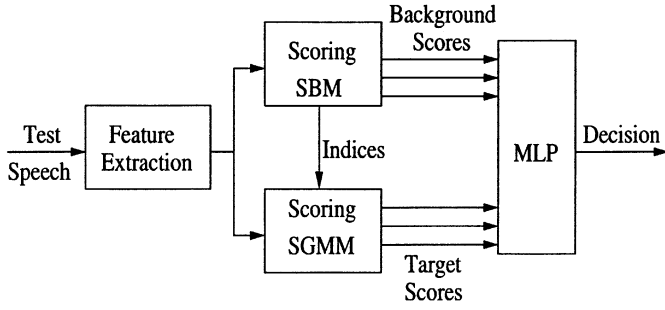 Test
Speech
Feature
Extraction
Scoring
SBM
Indices
Scoring
SGMM
Background
Scores
Target
Scores
MLP
Decision